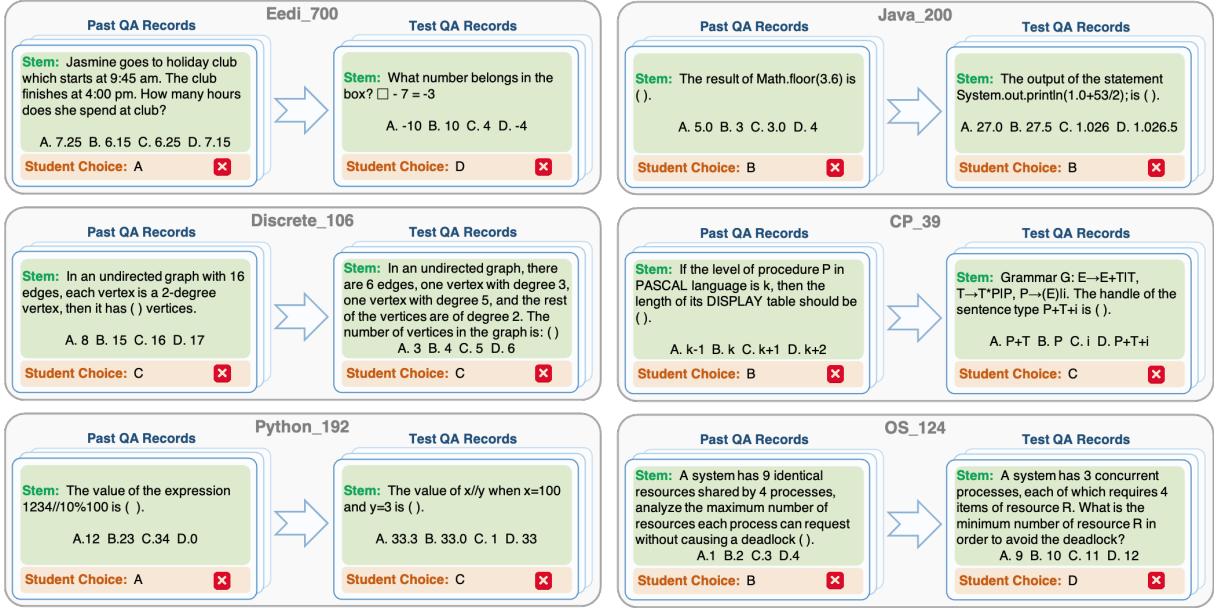 Eedi_700
Past QA Records
Test QA Records
Stem: Jasmine goes to holiday club
which starts at 9:45 am. The club
finishes at 4:00 pm. How many hours
does she spend at club?
A. 7.25 B. 6.15 C. 6.25 D. 7.15
Student Choice: A
Stem: What number belongs in the
box? □ - 7 = -3
A. -10 B. 10 C. 4 D. -4
Student Choice: D
Java_200
Past QA Records
Test QA Records
Stem: The result of Math.floor(3.6) is
( ).
A. 5.0 B. 3 C. 3.0 D. 4
Student Choice: B
Stem: The output of the statement
System.out.println(1.0+53/2); is ( ).
A. 27.0 B. 27.5 C. 1.026 D. 1.026.5
Student Choice: B
Discrete_106
Past QA Records
Test QA Records
Stem: In an undirected graph with 16
edges, each vertex is a 2-degree
vertex, then it has ( ) vertices.
A. 8 B. 15 C. 16 D. 17
Student Choice: C
Stem: In an undirected graph, there
are 6 edges, one vertex with degree 3,
one vertex with degree 5, and the rest
of the vertices are of degree 2. The
number of vertices in the graph is: ( )
A. 3 B. 4 C. 5 D. 6
Student Choice: C
CP_39
Past QA Records
Test QA Records
Stem: If the level of procedure P in
PASCAL language is k, then the
length of its DISPLAY table should be
( ).
A. k-1 B. k C. k+1 D. k+2
Student Choice: B
Stem: Grammar G: E→E+T|T,
T→T*P|P, P→(E)|i. The handle of the
sentence type P+T+i is ( ).
A. P+T B. P C. i D. P+T+i
Student Choice: C
Python_192
Past QA Records
Test QA Records
Stem: The value of the expression
1234//10%100 is ( ).
A.12 B.23 C.34 D.0
Student Choice: A
Stem: The value of x//y when x=100
and y=3 is ( ).
A. 33.3 B. 33.0 C. 1 D. 33
Student Choice: C
OS_124
Past QA Records
Test QA Records
Stem: A system has 9 identical
resources shared by 4 processes,
analyze the maximum number of
resources each process can request
without causing a deadlock ( ).
A.1 B.2 C.3 D.4
Student Choice: B
Stem: A system has 3 concurrent
processes, each of which requires 4
items of resource R. What is the
minimum number of resource R in
order to avoid the deadlock?
A. 9 B. 10 C. 11 D. 12
Student Choice: D